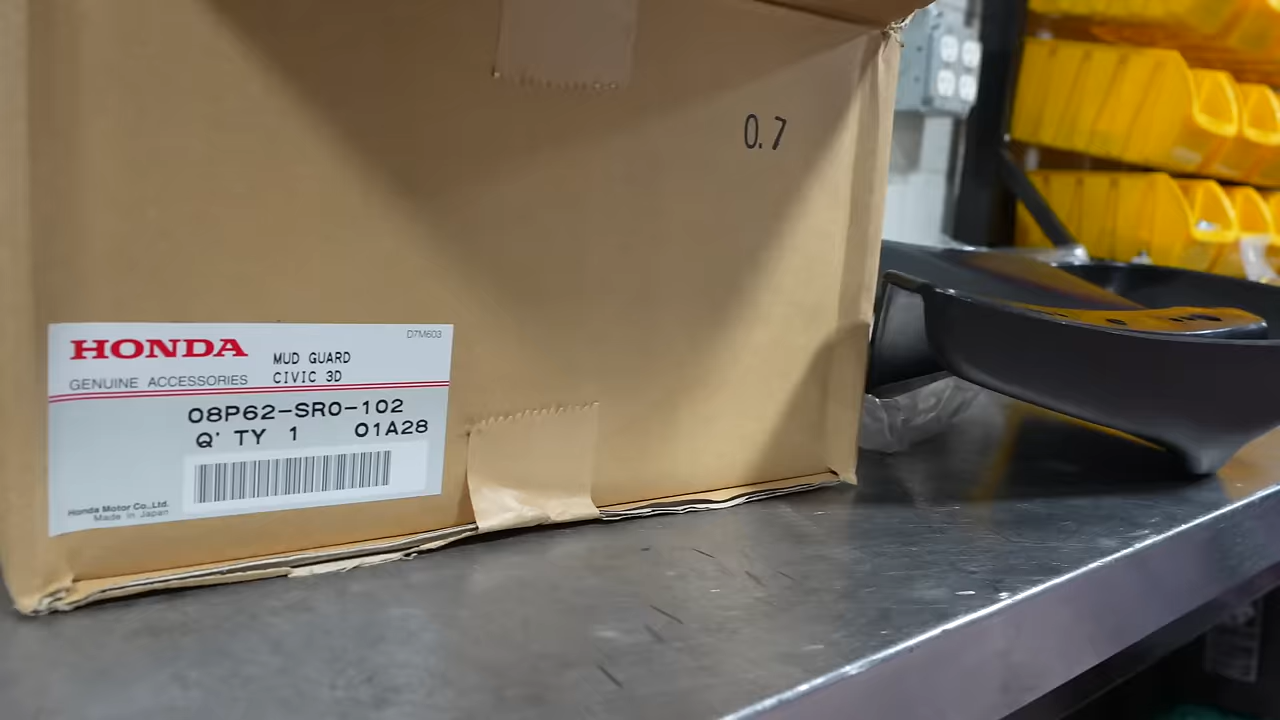 0.7
HONDA
D7M603
MUD GUARD
GENUINE ACCESSORIES
CIVIC 3D
08P62-SR0-102
Q' TY 1 01A28
Honda Motor Co.,Ltd.
Made in Japan